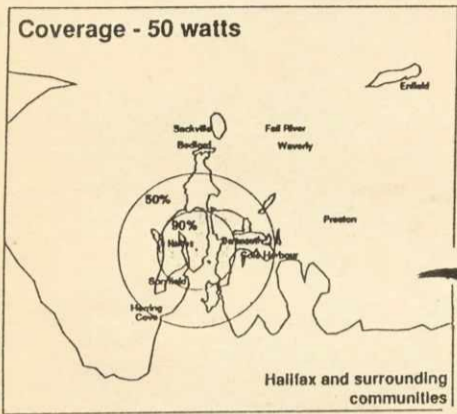 Coverage - 50 watts
Enfield
Sackville
Fall River
Bedford
Waverly
50%
90%
Preston
Halifax
Dartmouth
Cole Harbour
Spryfield
Herring
Cove
Halifax and surrounding
communities